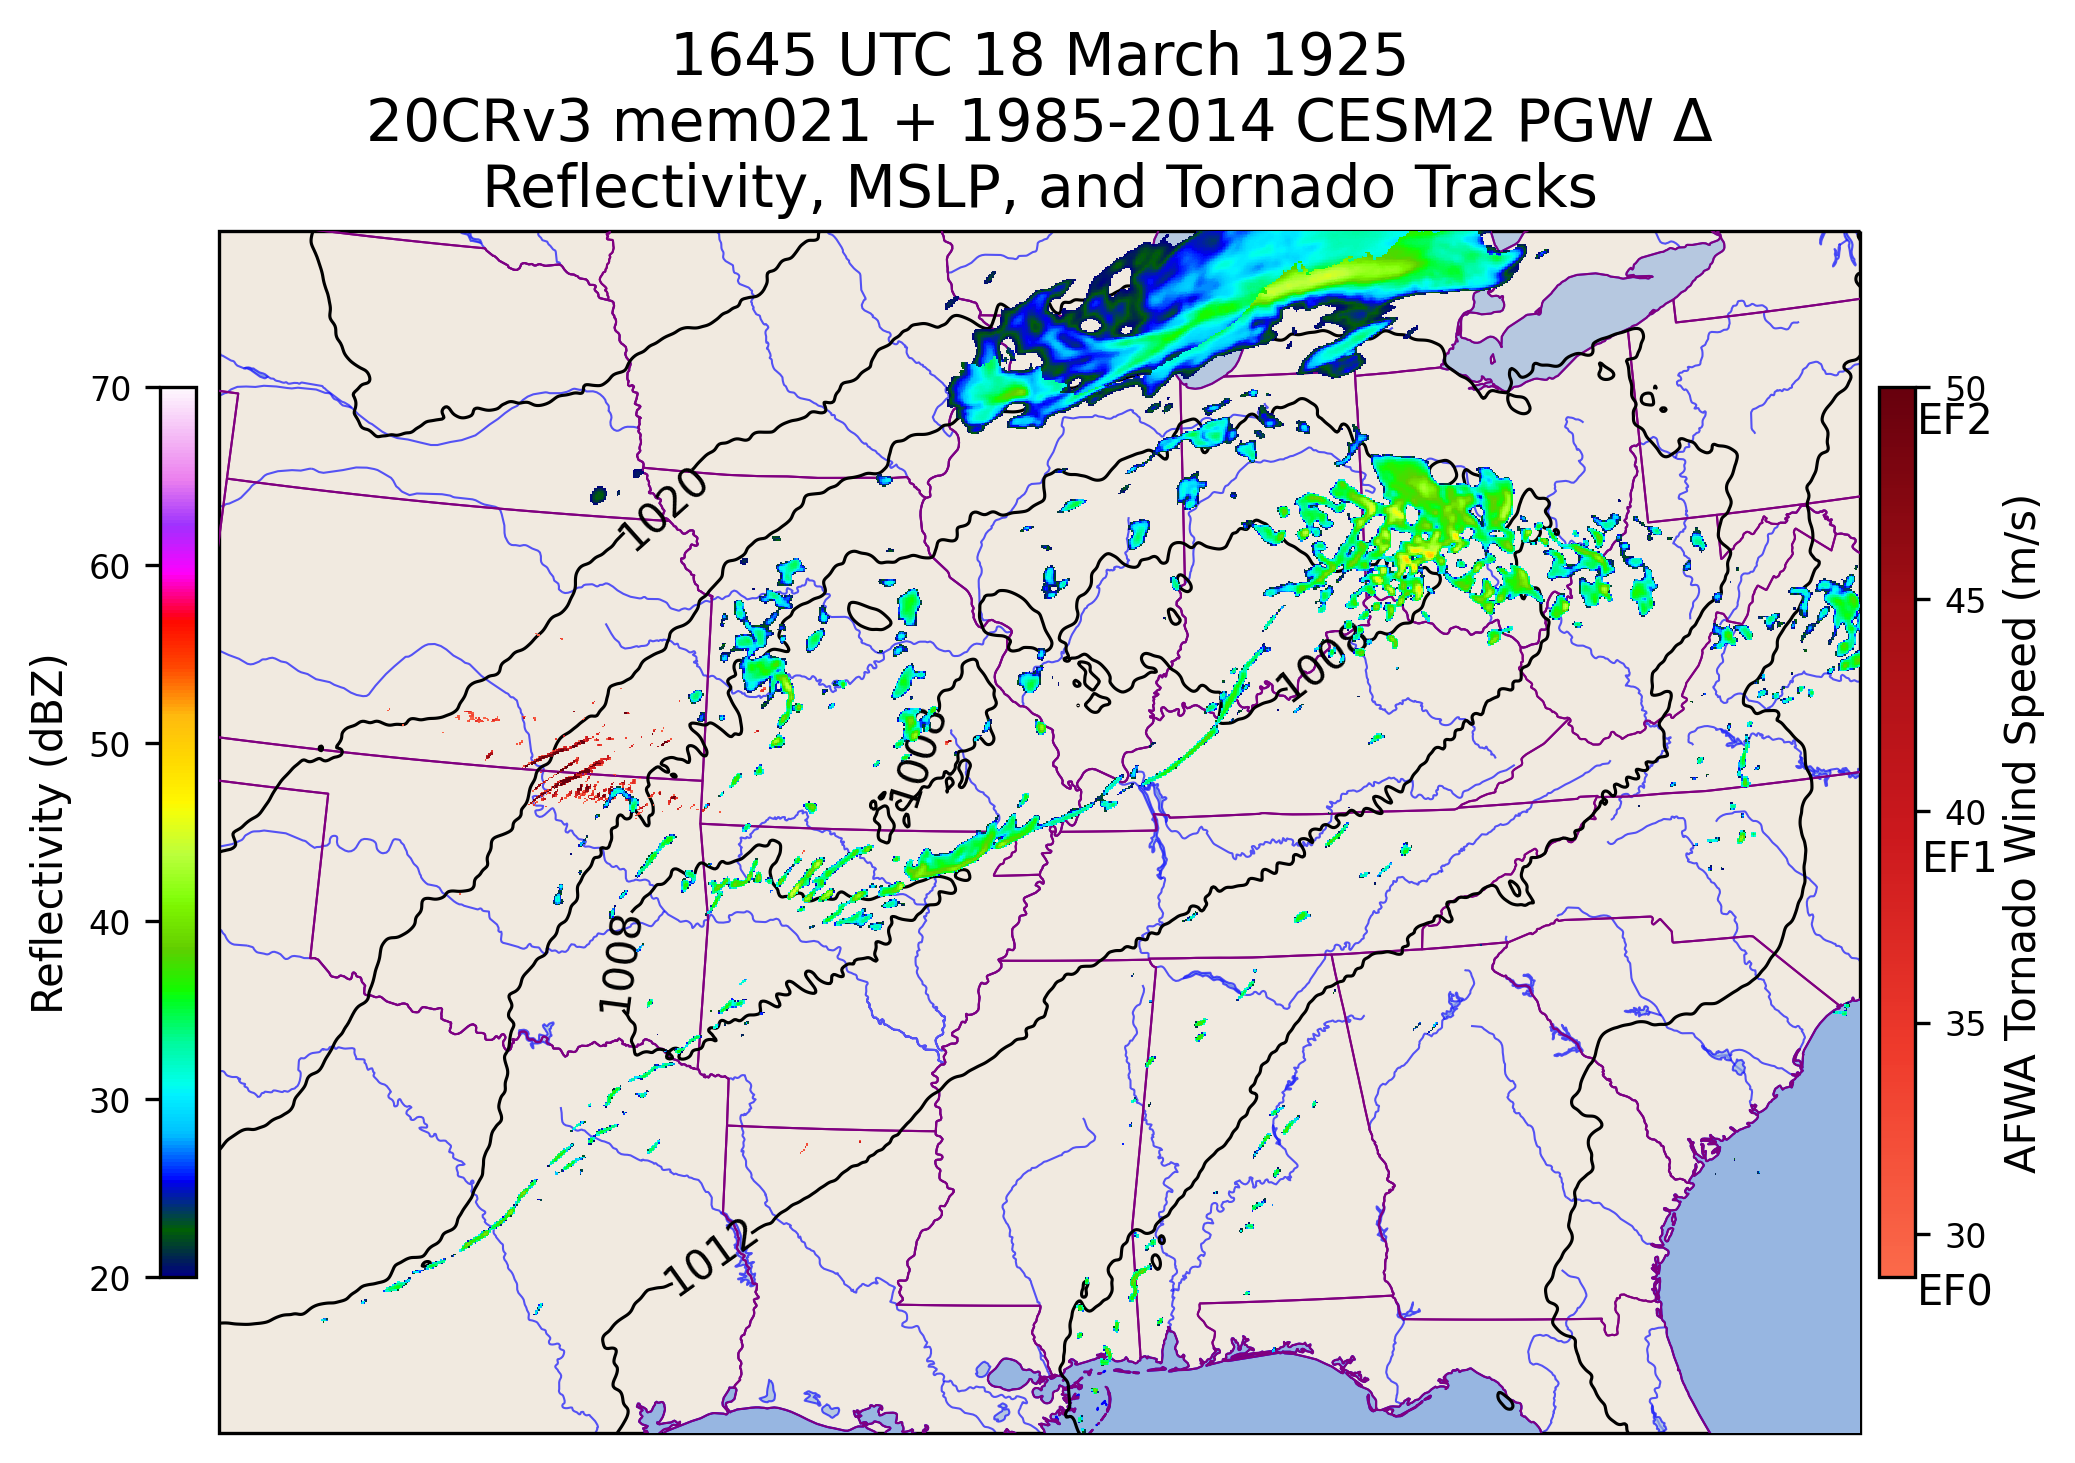 1645 UTC 18 March 1925
20CRv3 mem021 + 1985-2014 CESM2 PGW Δ
Reflectivity, MSLP, and Tornado Tracks
70
60
50
40
30
20
Reflectivity (dBZ)
1020
1008
1008
1008
1012
50
EF2
45
40
EF1
35
30
EF0
AFWA Tornado Wind Speed (m/s)